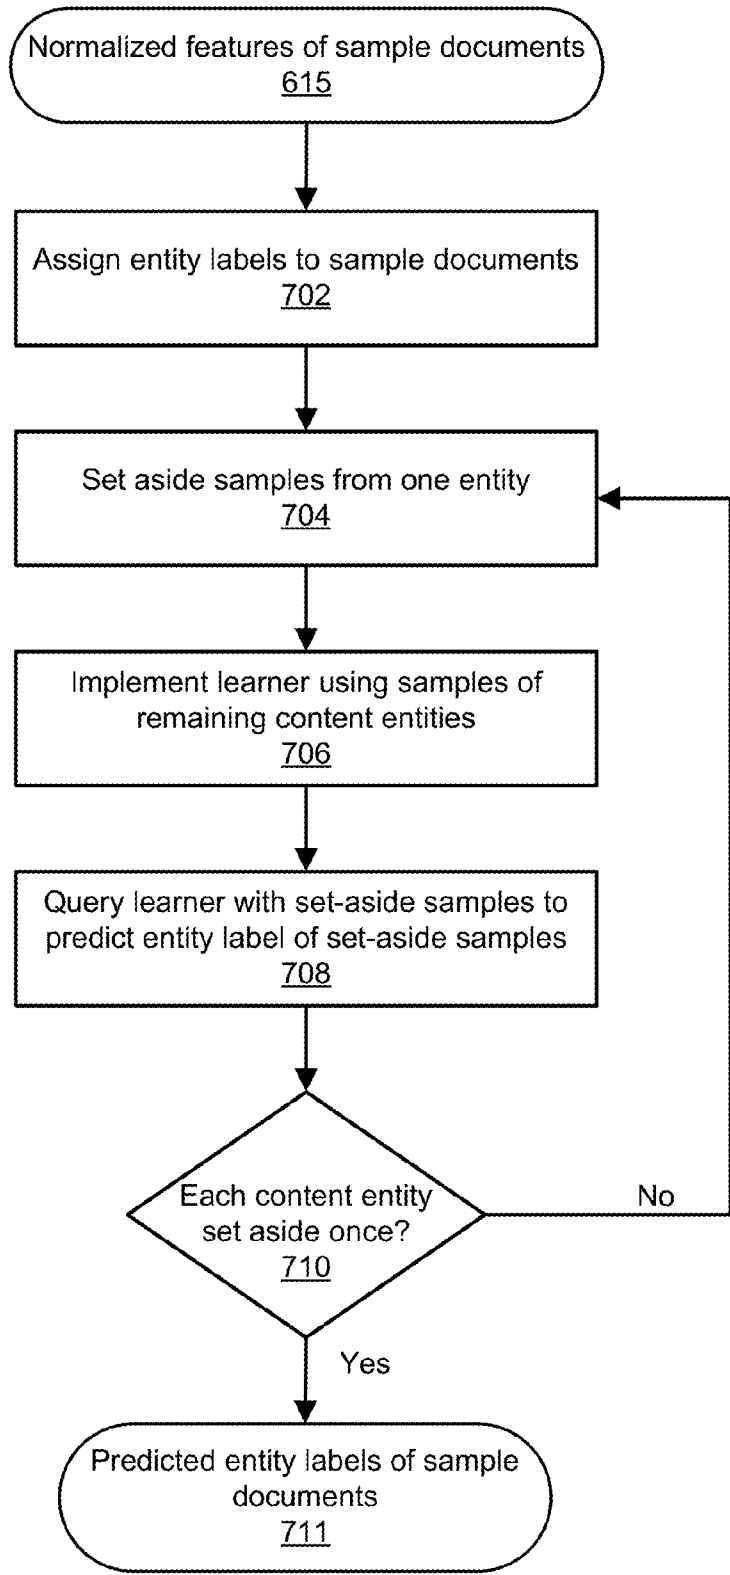 Normalized features of sample documents
615
Assign entity labels to sample documents
702
Set aside samples from one entity
704
Implement learner using samples of
remaining content entities
706
Query learner with set-aside samples to
predict entity label of set-aside samples
708
Each content entity
set aside once?
710
No
Yes
Predicted entity labels of sample
documents
711